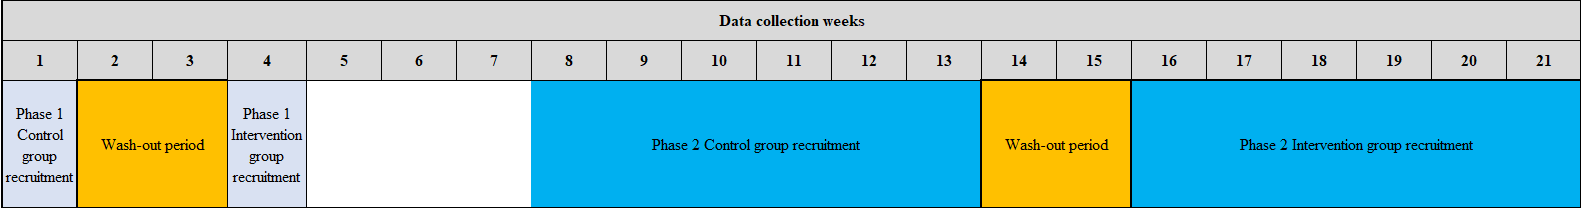 Data collection weeks
1 2 3 4 5 6 7 8 9 10 11 12 13 14 15 16 17 18 19 20 21
Phase 1
Control
group
recruitment
Wash-out period
Phase 1
Intervention
group
recruitment
Phase 2 Control group recruitment
Wash-out period
Phase 2 Intervention group recruitment